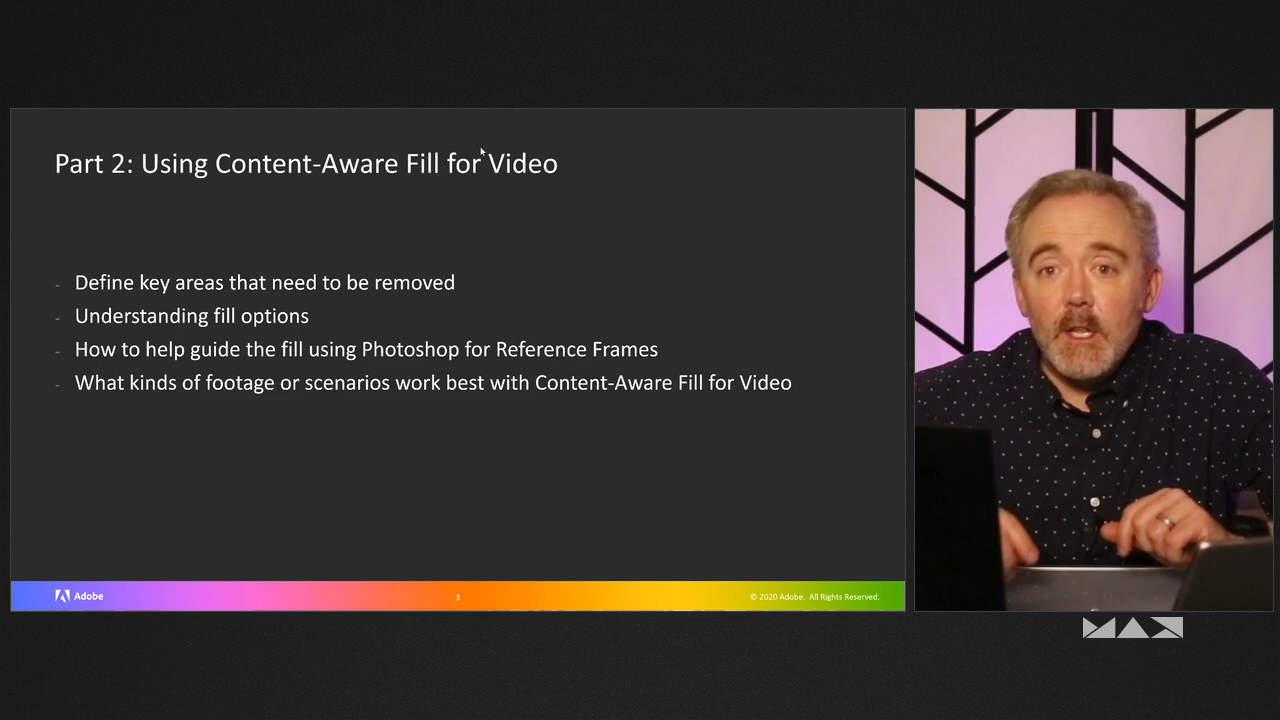 Part 2: Using Content-Aware Fill for Video
- Define key areas that need to be removed
- Understanding fill options
- How to help guide the fill using Photoshop for Reference Frames
- What kinds of footage or scenarios work best with Content-Aware Fill for Video
Adobe
3
© 2020 Adobe. All Rights Reserved.
MAX